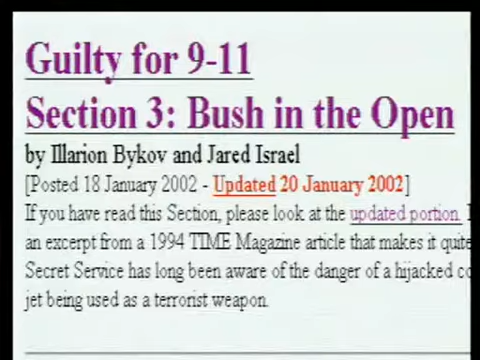 Guilty for 9-11
Section 3: Bush in the Open
by Illarion Bykov and Jared Israel
[Posted 18 January 2002 - Updated 20 January 2002]
If you have read this Section, please look at the updated portion.
an excerpt from a 1994 TIME Magazine article that makes it quite
Secret Service has long been aware of the danger of a hijacked
jet being used as a terrorist weapon.